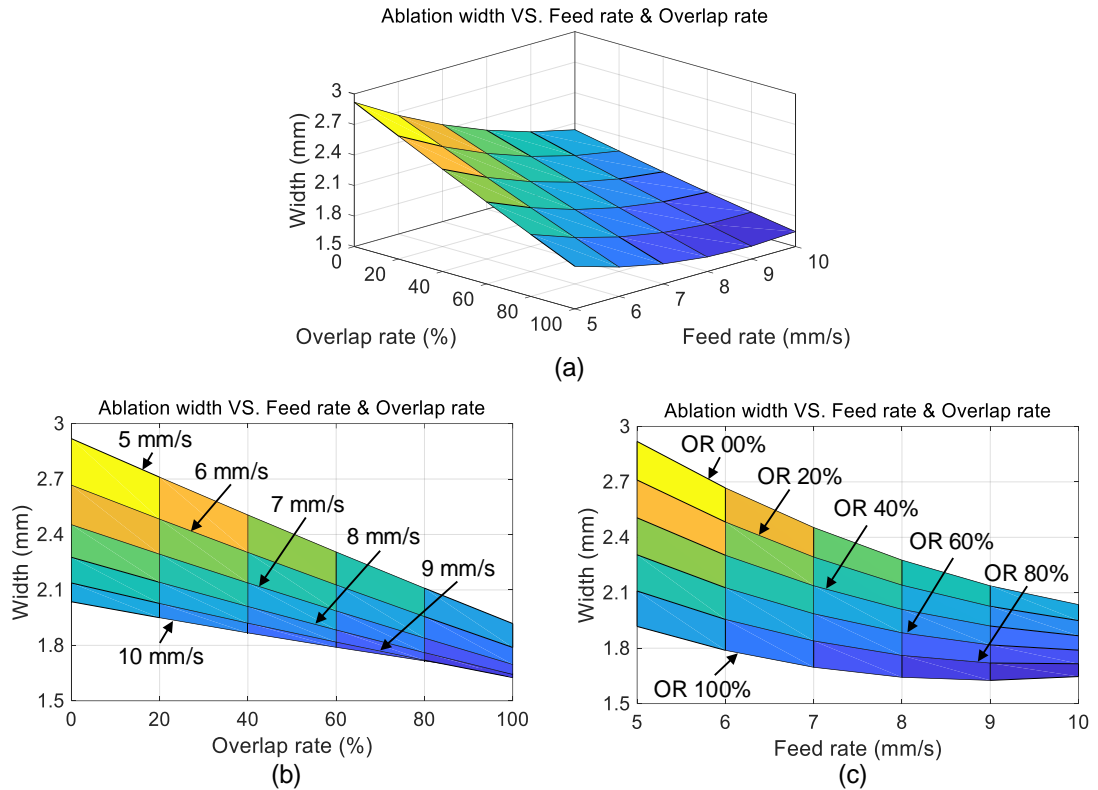 Ablation width VS. Feed rate & Overlap rate
3
2.7
2.4
2.1
1.8
1.5
Width (mm)
0
20
40
60
80
100
Overlap rate (%)
5
6
7
8
9
10
Feed rate (mm/s)
(a)
Ablation width VS. Feed rate & Overlap rate
3
2.7
2.4
2.1
1.8
1.5
Width (mm)
5 mm/s
6 mm/s
7 mm/s
8 mm/s
9 mm/s
10 mm/s
0
20
40
60
80
100
Overlap rate (%)
(b)
Ablation width VS. Feed rate & Overlap rate
3
2.7
2.4
2.1
1.8
1.5
Width (mm)
OR 00%
OR 20%
OR 40%
OR 60%
OR 80%
OR 100%
5
6
7
8
9
10
Feed rate (mm/s)
(c)